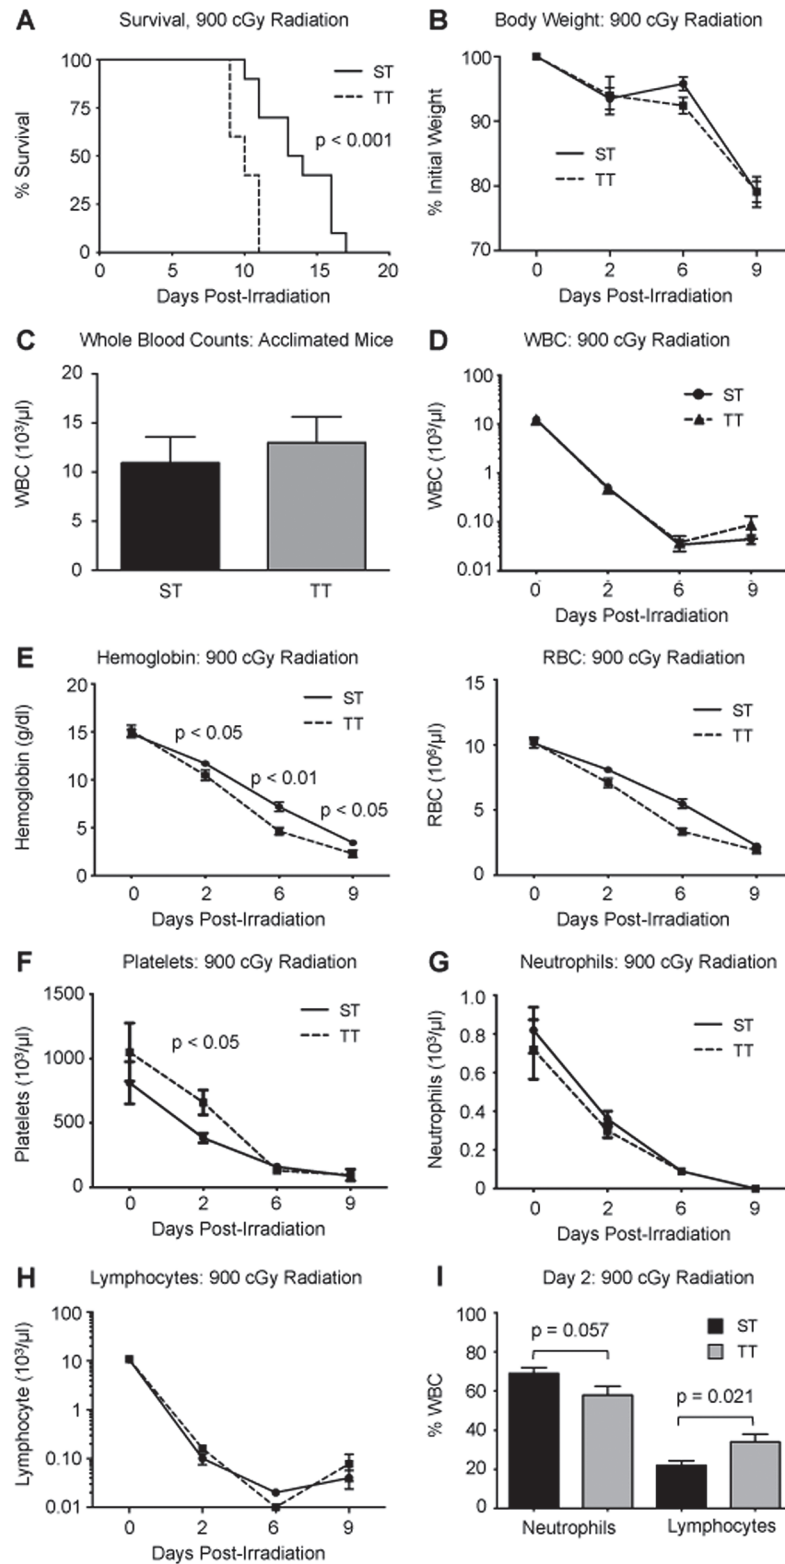 A Survival, 900 cGy Radiation
% Survival
100
75
50
25
0
ST
TT
p < 0.001
0 5 10 15 20
Days Post-Irradiation
B Body Weight: 900 cGy Radiation
% Initial Weight
100
90
80
70
ST
TT
0 2 6 9
Days Post-Irradiation
C Whole Blood Counts: Acclimated Mice
WBC (10³/µl)
20
15
10
5
0
ST TT
D WBC: 900 cGy Radiation
WBC (10³/µl)
100
10
1
0.10
0.01
ST
TT
0 2 6 9
Days Post-Irradiation
E Hemoglobin: 900 cGy Radiation
Hemoglobin (g/dl)
20
15
10
5
0
ST
TT
p < 0.05
p < 0.01
p < 0.05
0 2 6 9
Days Post-Irradiation
RBC: 900 cGy Radiation
RBC (10⁶/µl)
15
10
5
0
ST
TT
0 2 6 9
Days Post-Irradiation
F Platelets: 900 cGy Radiation
Platelets (10³/µl)
1500
1000
500
0
ST
TT
p < 0.05
0 2 6 9
Days Post-Irradiation
G Neutrophils: 900 cGy Radiation
Neutrophils (10³/µl)
1.0
0.8
0.6
0.4
0.2
0
ST
TT
0 2 6 9
Days Post-Irradiation
H Lymphocytes: 900 cGy Radiation
Lymphocyte (10³/µl)
100
10
1
0.10
0.01
0 2 6 9
Days Post-Irradiation
I Day 2: 900 cGy Radiation
% WBC
100
80
60
40
20
0
p = 0.057
ST
TT
p = 0.021
Neutrophils Lymphocytes